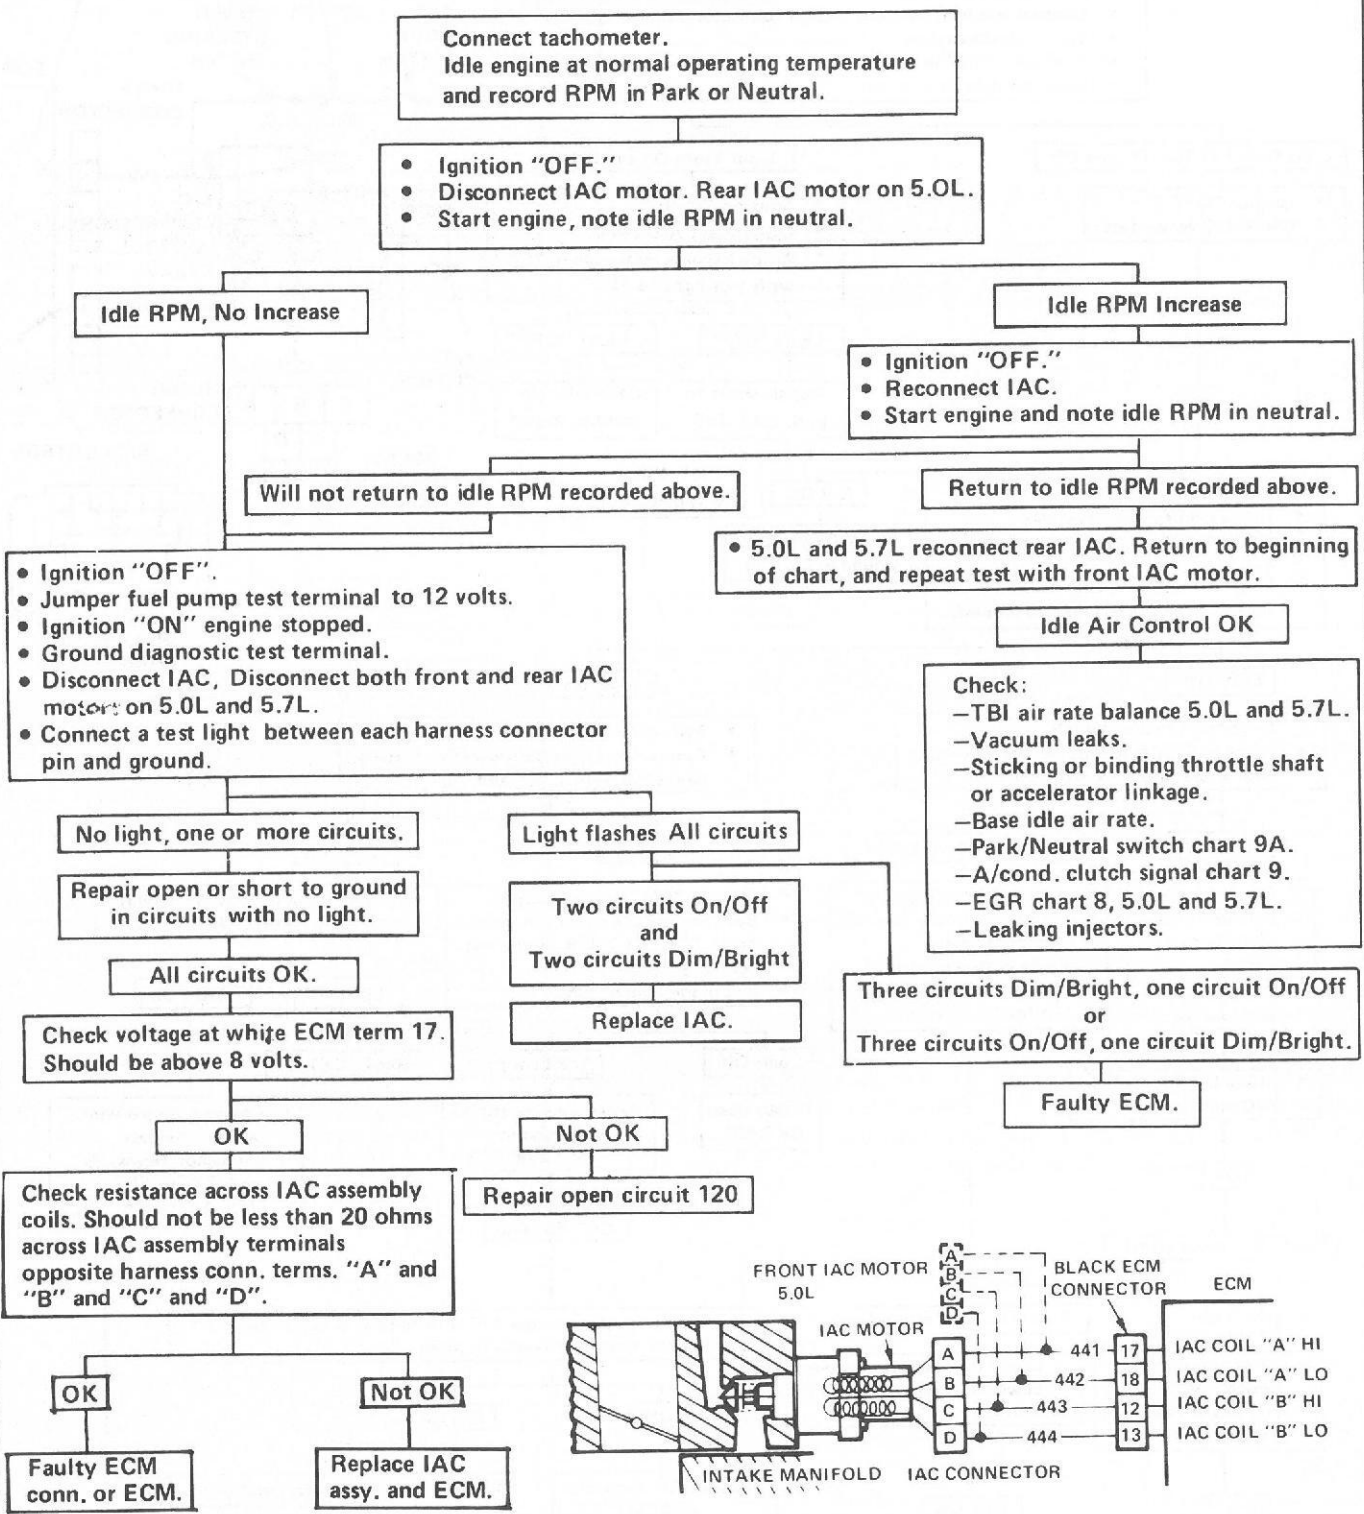 Connect tachometer.
Idle engine at normal operating temperature
and record RPM in Park or Neutral.
• Ignition "OFF."
• Disconnect IAC motor. Rear IAC motor on 5.0L.
• Start engine, note idle RPM in neutral.
Idle RPM, No Increase
Idle RPM Increase
• Ignition "OFF."
• Reconnect IAC.
• Start engine and note idle RPM in neutral.
Will not return to idle RPM recorded above.
Return to idle RPM recorded above.
• 5.0L and 5.7L reconnect rear IAC. Return to beginning
of chart, and repeat test with front IAC motor.
Idle Air Control OK
Check:
—TBI air rate balance 5.0L and 5.7L.
—Vacuum leaks.
—Sticking or binding throttle shaft
or accelerator linkage.
—Base idle air rate.
—Park/Neutral switch chart 9A.
—A/cond. clutch signal chart 9.
—EGR chart 8, 5.0L and 5.7L.
—Leaking injectors.
• Ignition "OFF".
• Jumper fuel pump test terminal to 12 volts.
• Ignition "ON" engine stopped.
• Ground diagnostic test terminal.
• Disconnect IAC, Disconnect both front and rear IAC
motors on 5.0L and 5.7L.
• Connect a test light between each harness connector
pin and ground.
No light, one or more circuits.
Light flashes All circuits
Repair open or short to ground
in circuits with no light.
Two circuits On/Off
and
Two circuits Dim/Bright
All circuits OK.
Replace IAC.
Three circuits Dim/Bright, one circuit On/Off
or
Three circuits On/Off, one circuit Dim/Bright.
Faulty ECM.
Check voltage at white ECM term 17.
Should be above 8 volts.
OK
Not OK
Check resistance across IAC assembly
coils. Should not be less than 20 ohms
across IAC assembly terminals
opposite harness conn. terms. "A" and
"B" and "C" and "D".
Repair open circuit 120
OK
Not OK
Faulty ECM
conn. or ECM.
Replace IAC
assy. and ECM.
FRONT IAC MOTOR
5.0L
A
B
C
D
BLACK ECM
CONNECTOR
ECM
IAC MOTOR
A 441 17 IAC COIL "A" HI
B 442 18 IAC COIL "A" LO
C 443 12 IAC COIL "B" HI
D 444 13 IAC COIL "B" LO
INTAKE MANIFOLD
IAC CONNECTOR